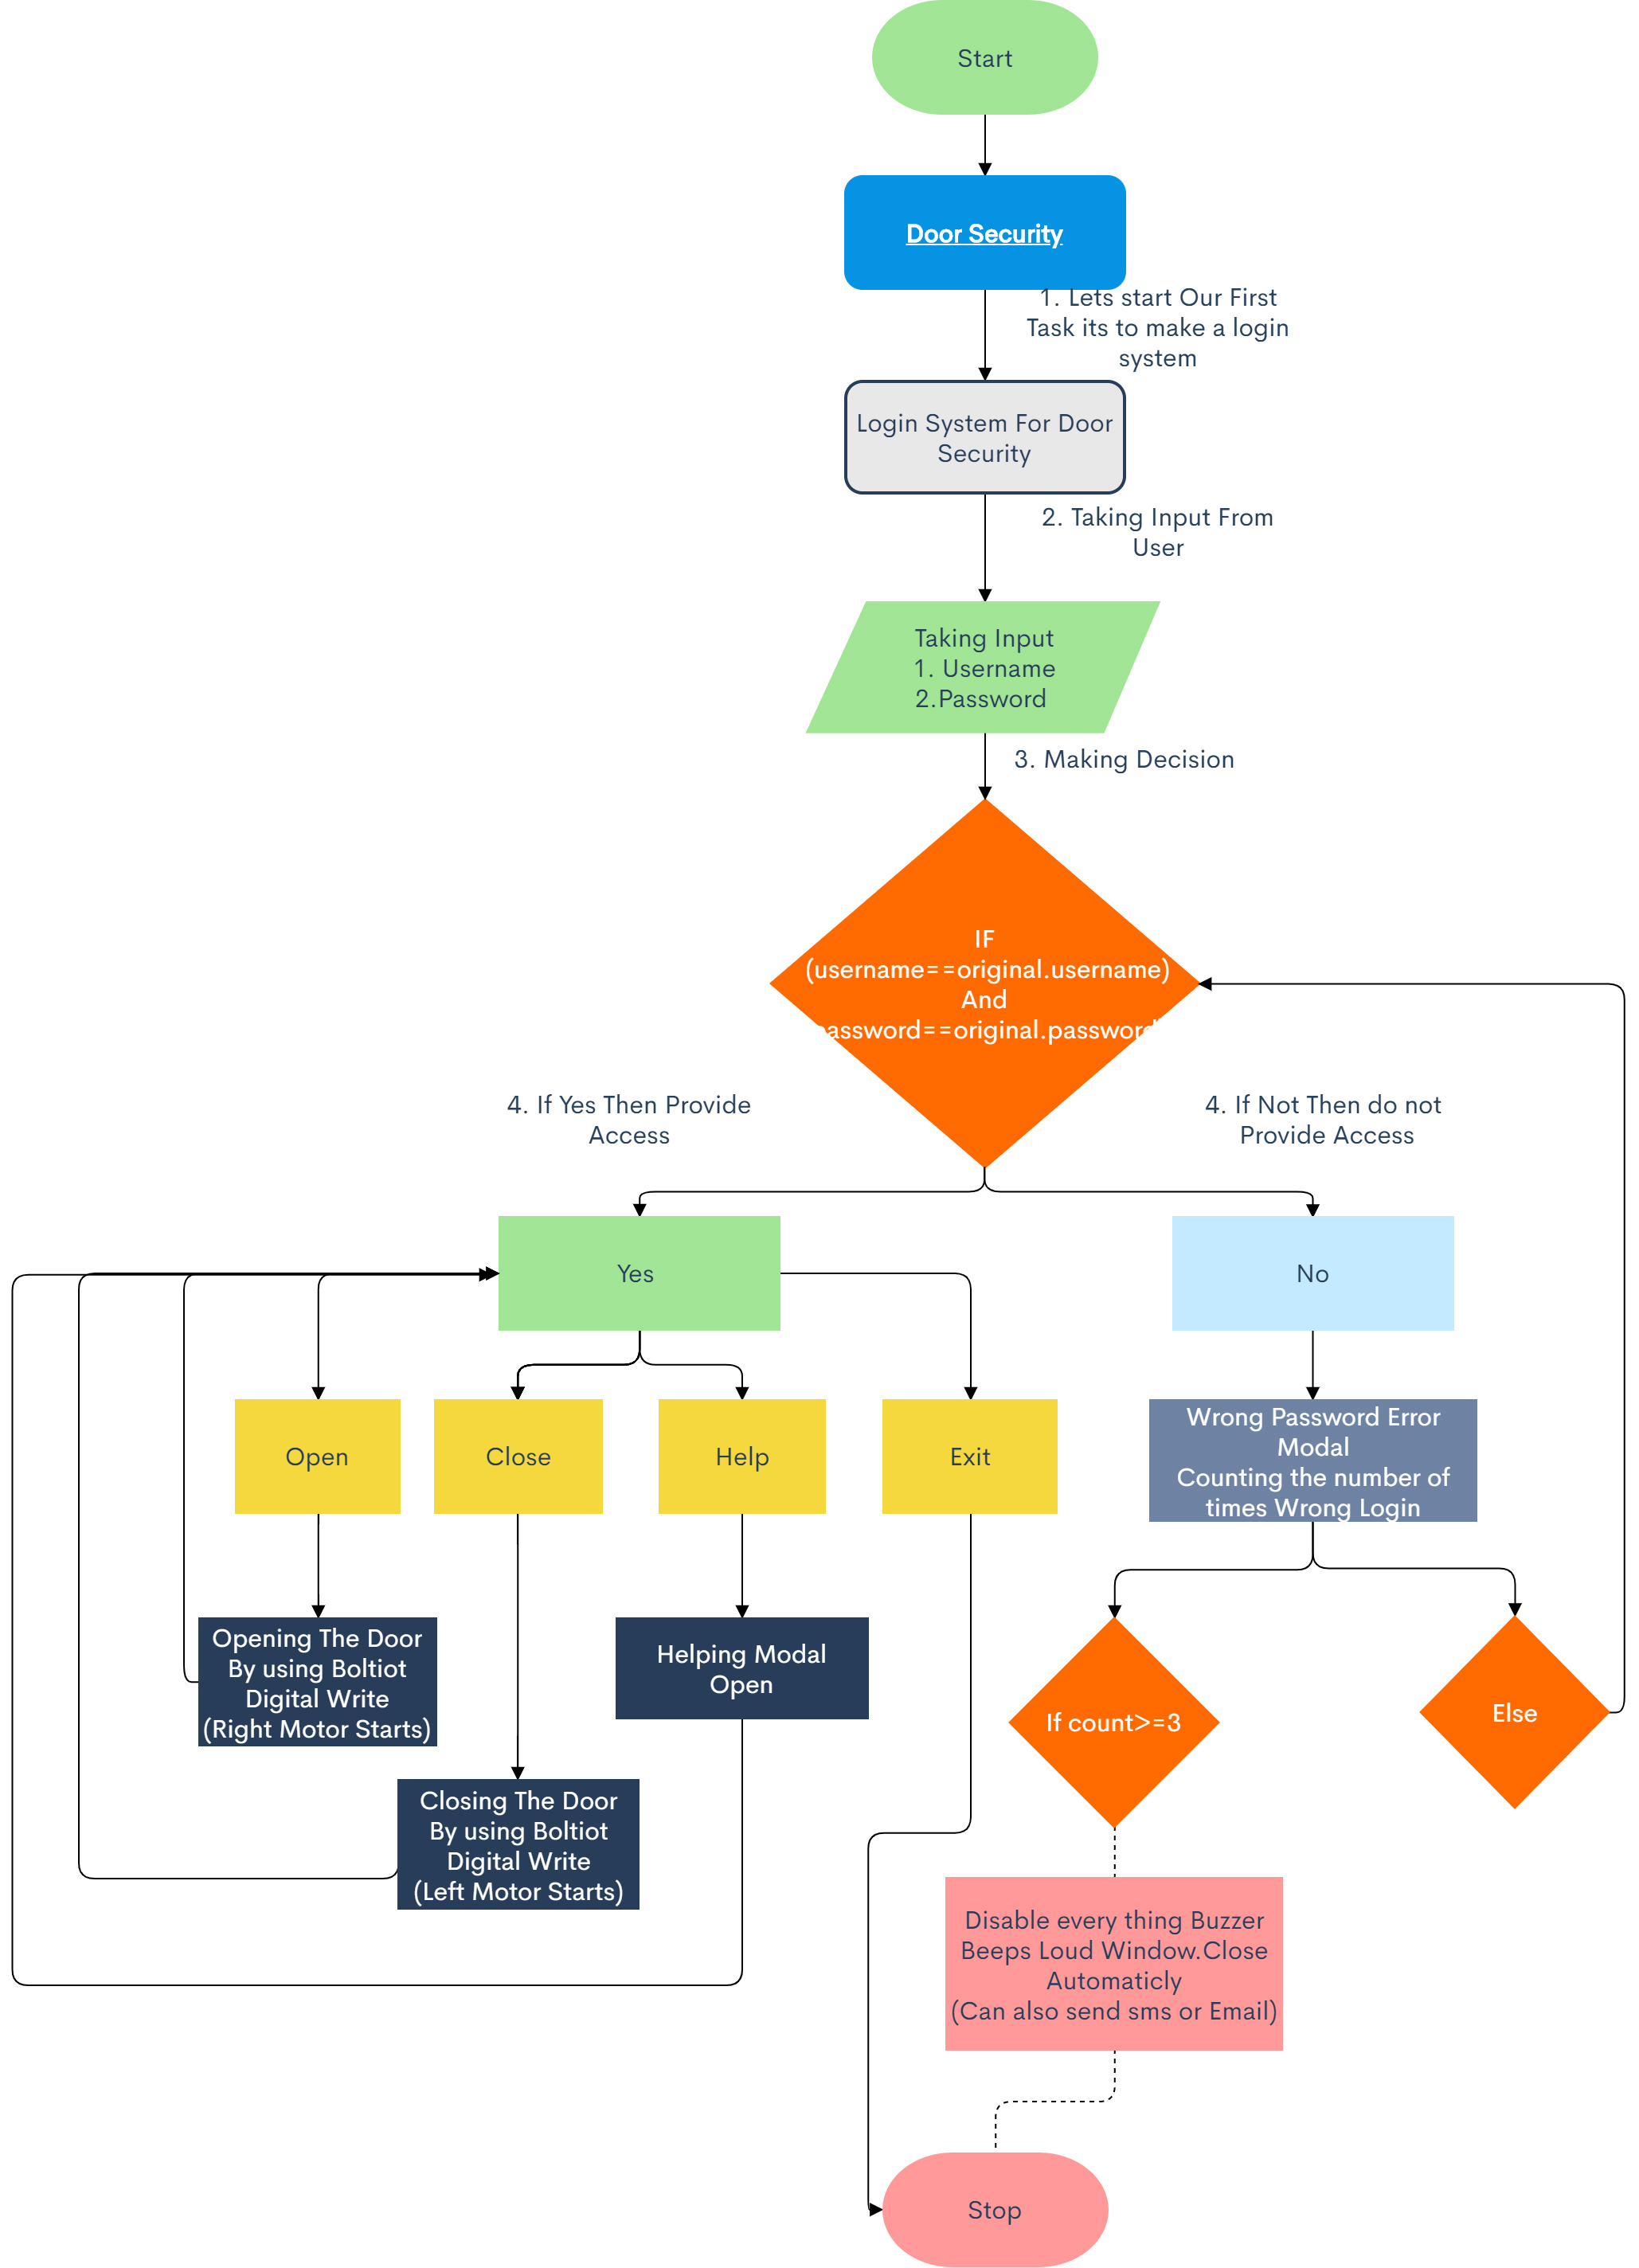 Start
Door Security
1. Lets start Our First
Task its to make a login
system
Login System For Door
Security
2. Taking Input From
User
Taking Input
1. Username
2.Password
3. Making Decision
IF
(username==original.username)
And
password==original.password
4. If Yes Then Provide
Access
4. If Not Then do not
Provide Access
Yes
No
Open
Close
Help
Exit
Wrong Password Error
Modal
Counting the number of
times Wrong Login
Opening The Door
By using Boltiot
Digital Write
(Right Motor Starts)
Helping Modal
Open
If count>=3
Else
Closing The Door
By using Boltiot
Digital Write
(Left Motor Starts)
Disable every thing Buzzer
Beeps Loud Window.Close
Automaticly
(Can also send sms or Email)
Stop